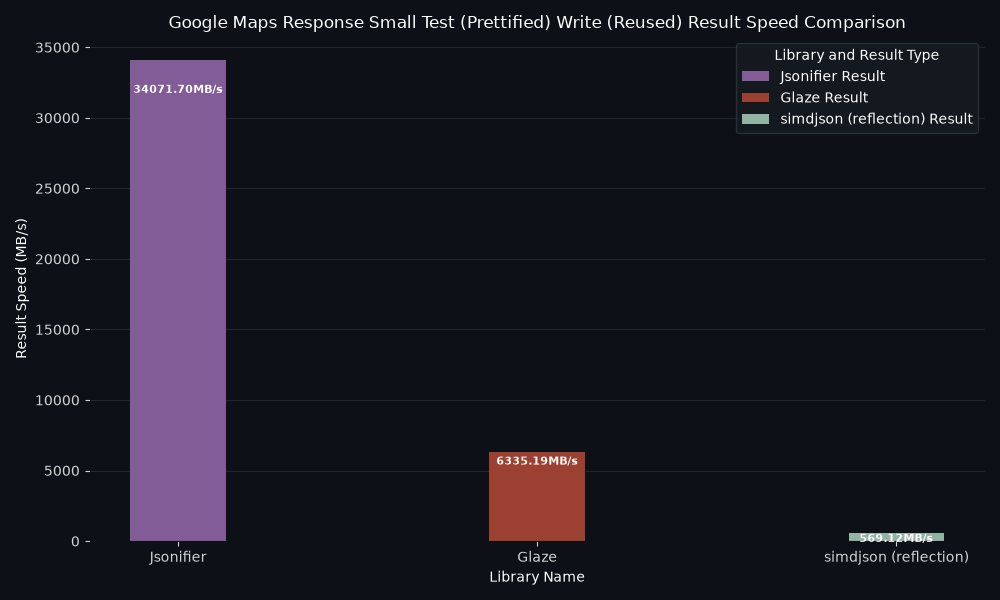 Google Maps Response Small Test (Prettified) Write (Reused) Result Speed Comparison
Library and Result Type
Jsonifier Result
Glaze Result
simdjson (reflection) Result
Result Speed (MB/s)
35000
30000
25000
20000
15000
10000
5000
0
34071.70MB/s
6335.19MB/s
569.12MB/s
Jsonifier
Glaze
simdjson (reflection)
Library Name